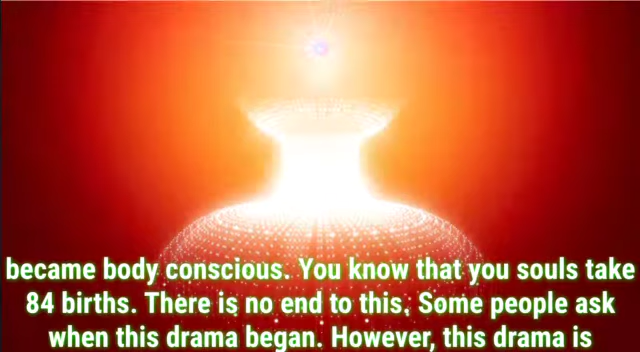 became body conscious. You know that you souls take
84 births. There is no end to this. Some people ask
when this drama began. However, this drama is